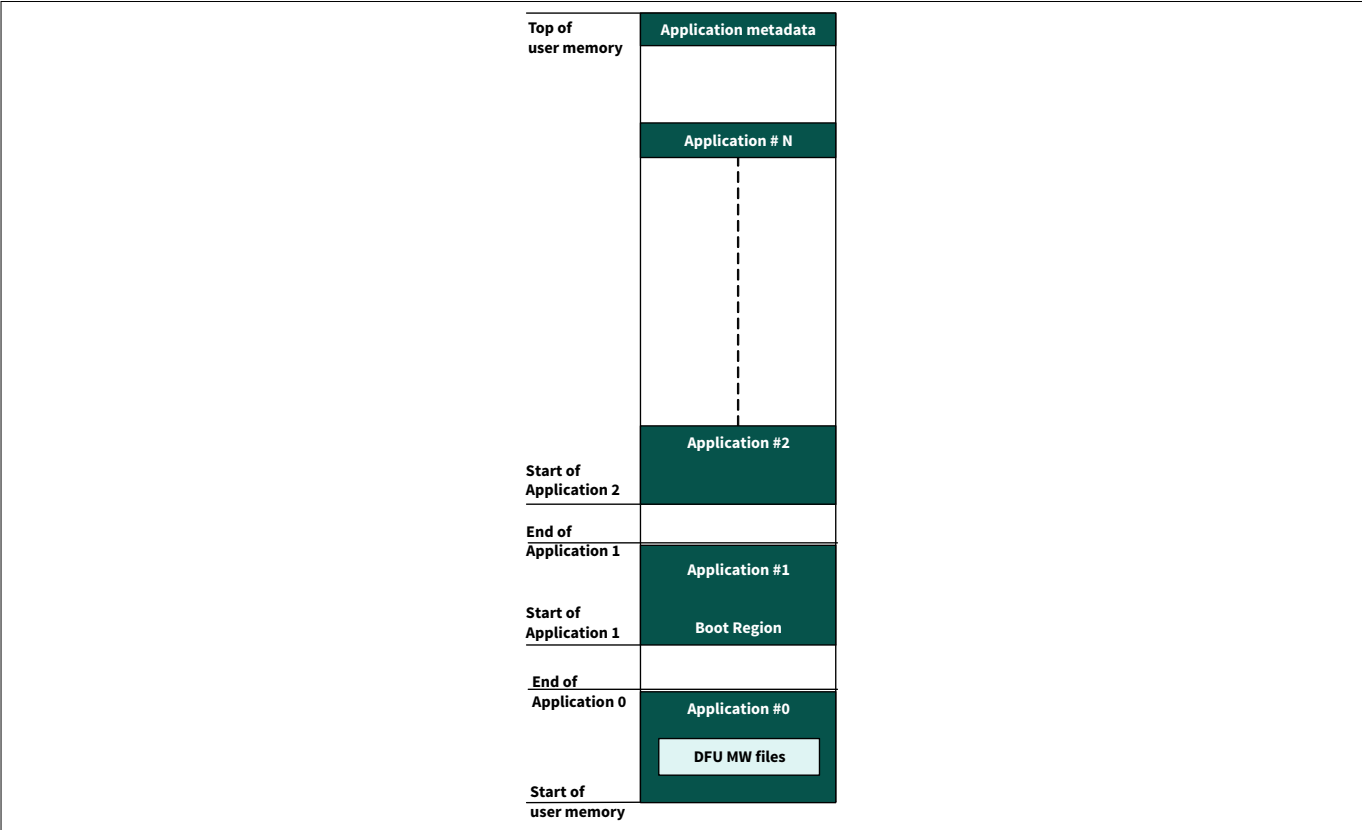 Top of
user memory
Application metadata
Application # N
Application #2
Start of
Application 2
End of
Application 1
Application #1
Start of
Application 1
Boot Region
End of
Application 0
Application #0
DFU MW files
Start of
user memory